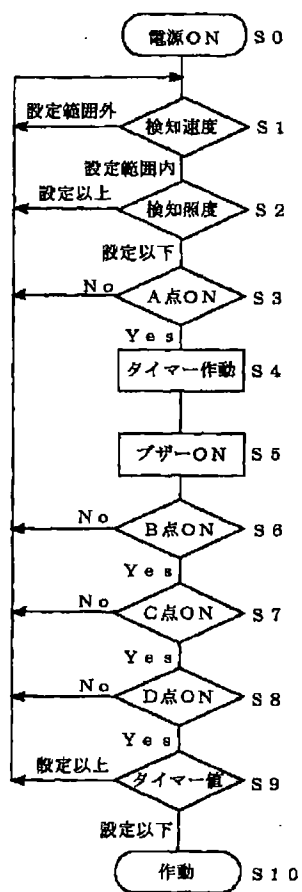 電源ON S0
設定範囲外 検知速度 S1
設定範囲内
設定以上 検知照度 S2
設定以下
No A点ON S3
Yes
タイマー作動 S4
ブザーON S5
No B点ON S6
Yes
No C点ON S7
Yes
No D点ON S8
Yes
設定以上 タイマー値 S9
設定以下
作動 S10